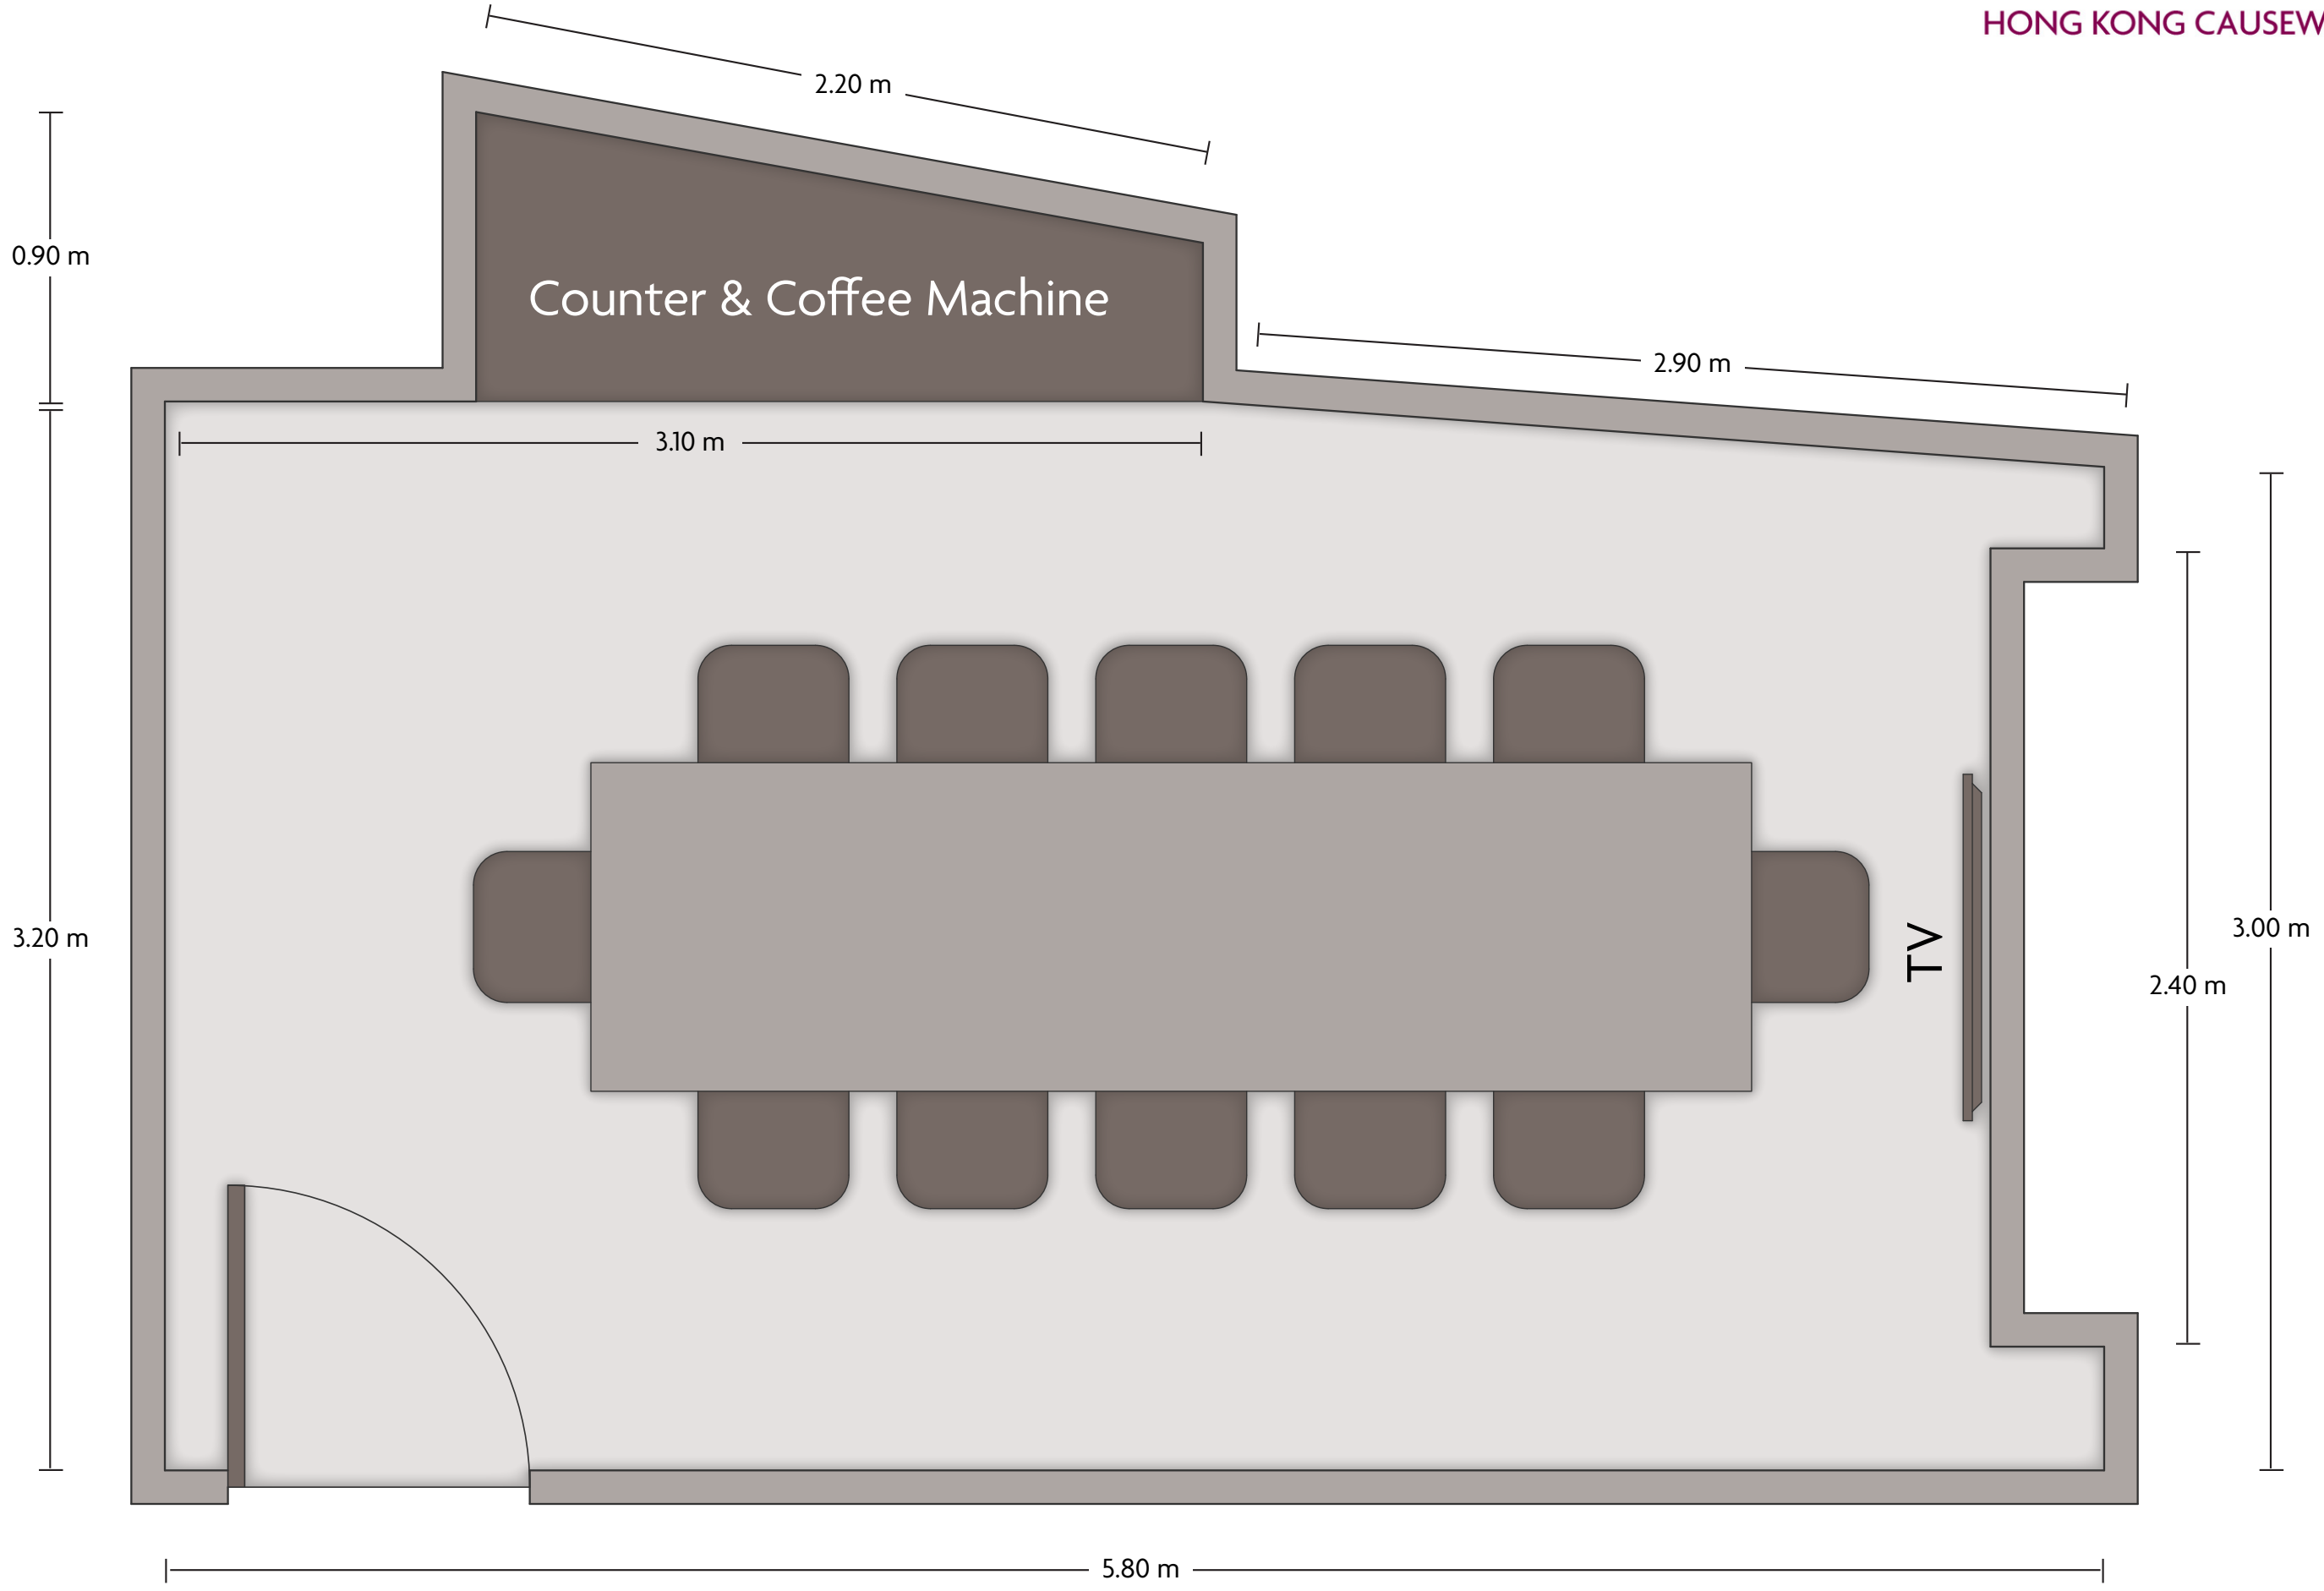 HONG KONG CAUSEW
2.20 m
0.90 m
Counter & Coffee Machine
2.90 m
3.10 m
TV
3.20 m
3.00 m
2.40 m
5.80 m